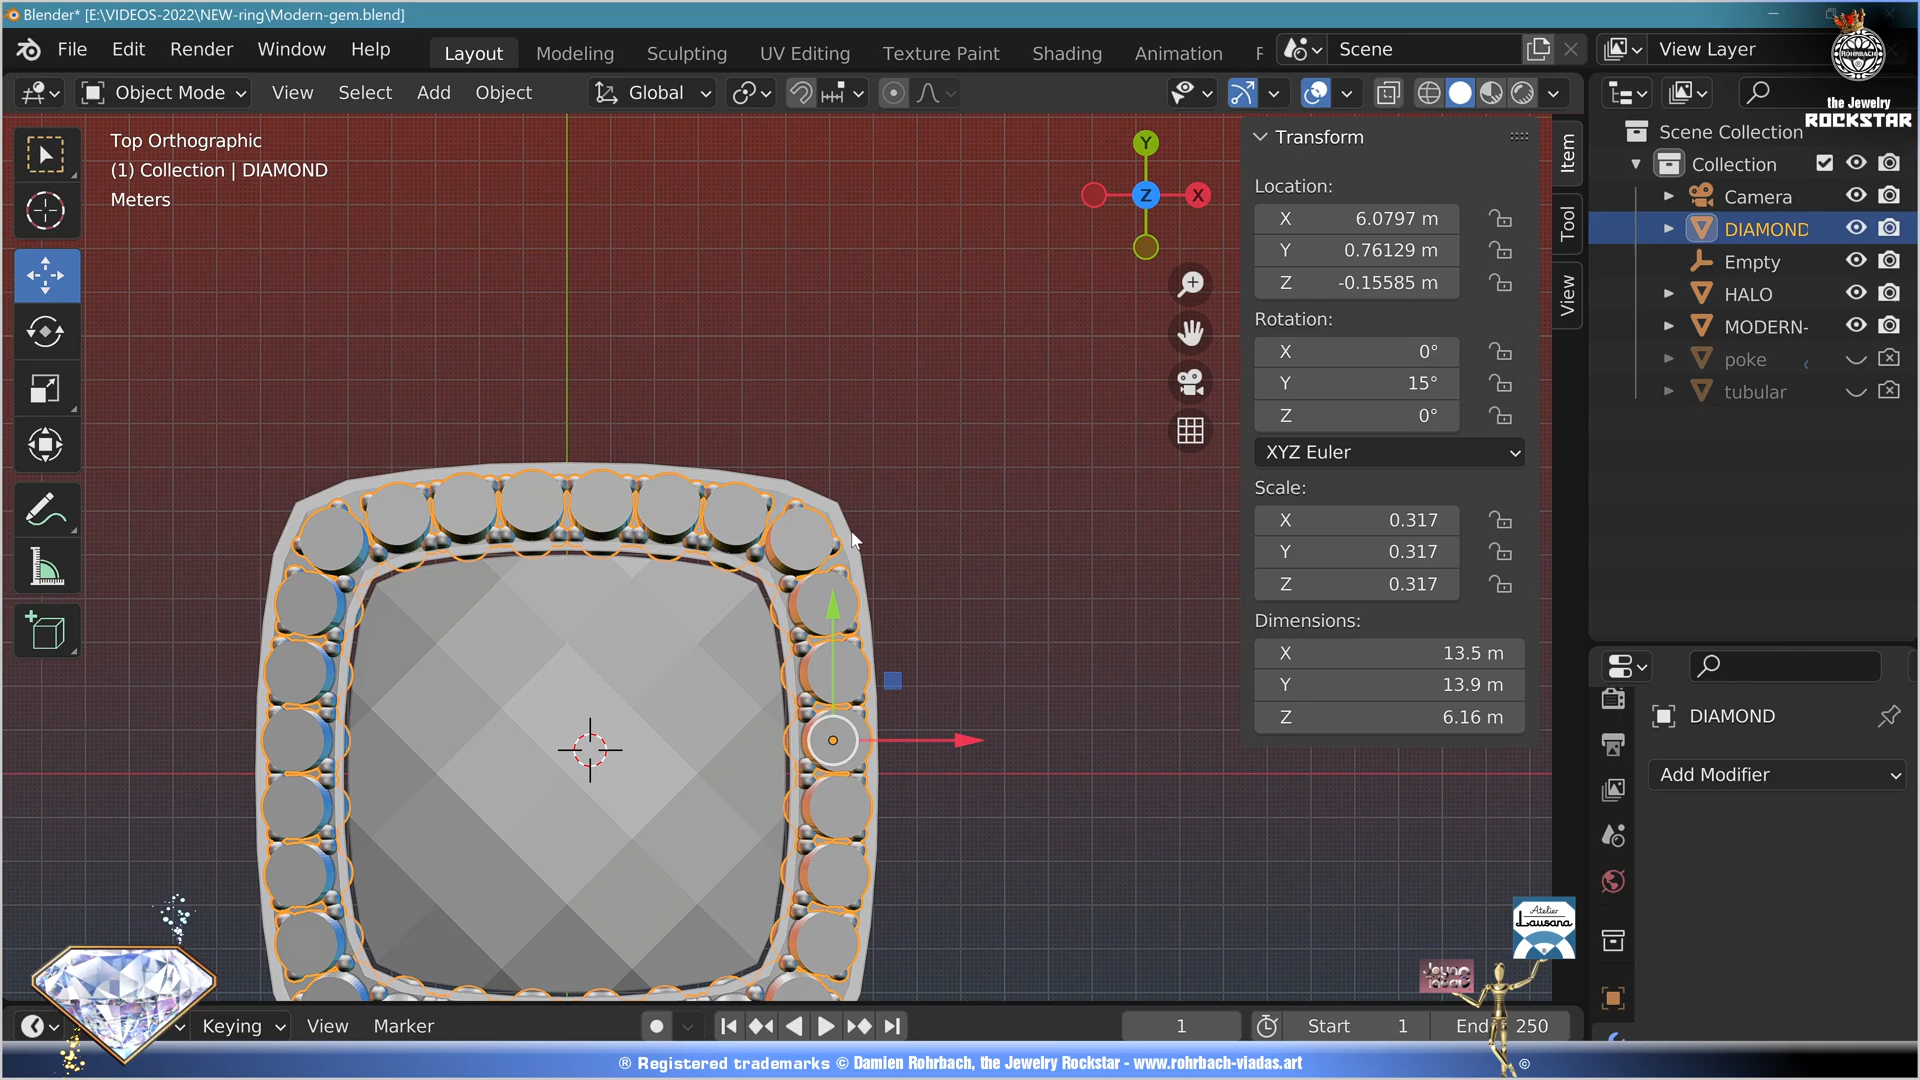 Blender* [E:\VIDEOS-2022\NEW-ring\Modern-gem.blend]
File Edit Render Window Help Layout Modeling Sculpting UV Editing Texture Paint Shading Animation Scene View Layer
Object Mode View Select Add Object Global
ROHRBACH
the Jewelry
ROCKSTAR
Top Orthographic
(1) Collection | DIAMOND
Meters
Y
Z
X
Transform
Location:
X 6.0797 m
Y 0.76129 m
Z -0.15585 m
Rotation:
X 0°
Y 15°
Z 0°
XYZ Euler
Scale:
X 0.317
Y 0.317
Z 0.317
Dimensions:
X 13.5 m
Y 13.9 m
Z 6.16 m
Item
Tool
View
Scene Collection
Collection
Camera
DIAMOND
Empty
HALO
MODERN-
poke
tubular
DIAMOND
Add Modifier
Atelier
Lausana
Keying View Marker 1 Start 1 End 250
® Registered trademarks © Damien Rohrbach, the Jewelry Rockstar - www.rohrbach-viadas.art ©